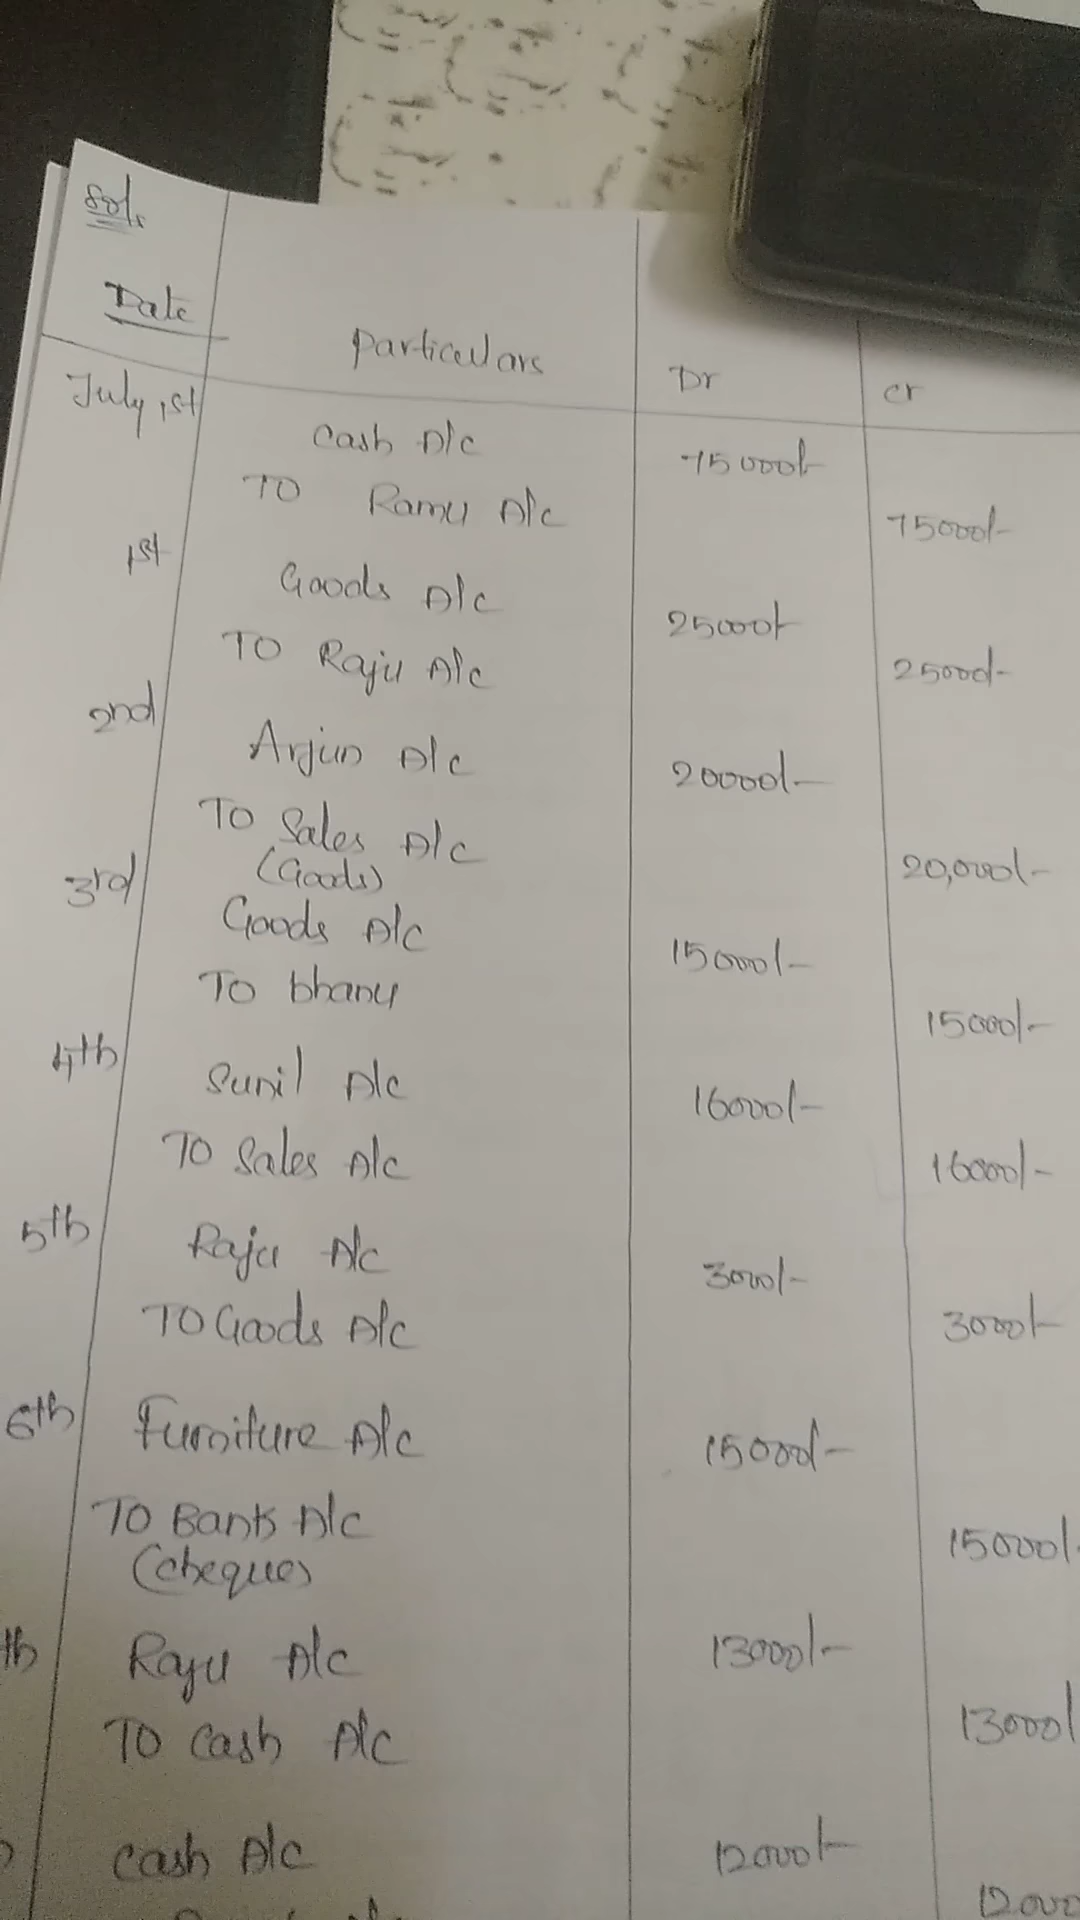 Sol:
Date Particulars Dr cr
July 1st Cash A/c 75000/-
TO Ramu A/c 75000/-
1st Goods A/c 25000/-
TO Raju A/c 25000/-
2nd Arjun A/c 20000/-
TO Sales A/c 20,000/-
(Goods)
3rd Goods A/c 15000/-
TO bhanu 15000/-
4th Sunil A/c 16000/-
TO Sales A/c 16000/-
5th Raju A/c 3000/-
TO Goods A/c 3000/-
6th Furniture A/c 15000/-
TO Bank A/c 15000/-
(cheque)
th Raju A/c 13000/-
TO Cash A/c 13000/
Cash A/c 12000/-
12000